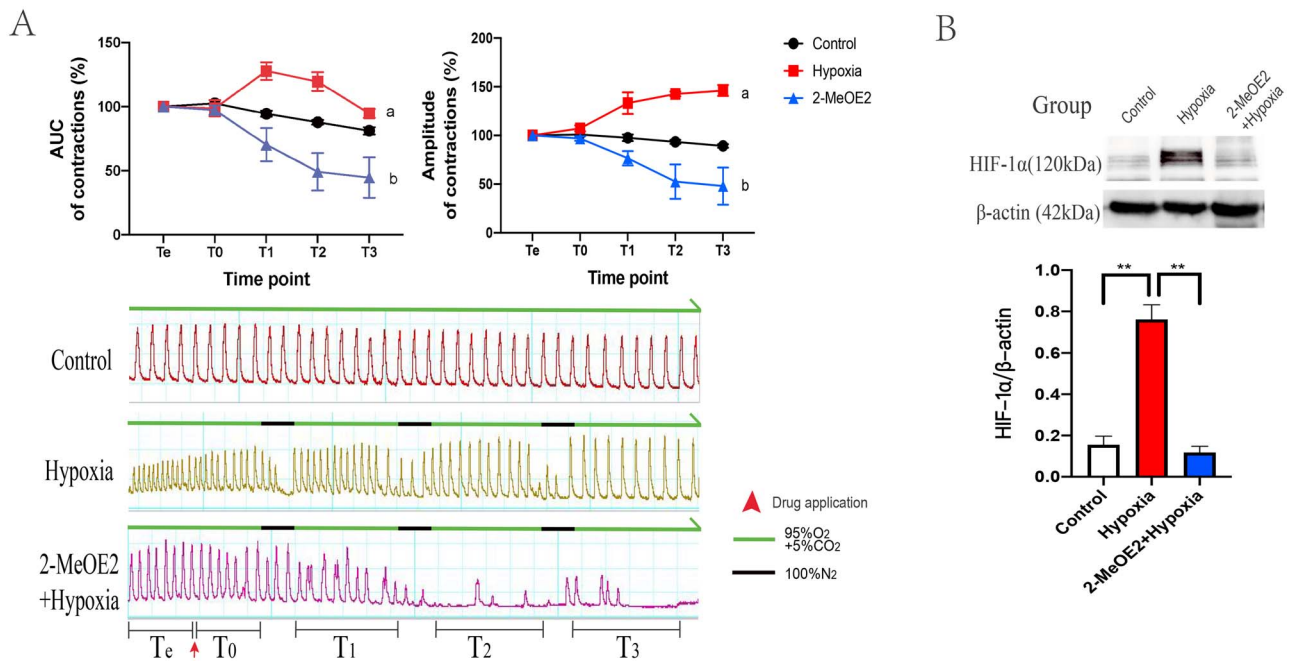 A
AUC
of contractions (%)
150
100
50
0
Te T0 T1 T2 T3
Time point
a
b
Amplitude
of contractions (%)
200
150
100
50
0
Te T0 T1 T2 T3
Time point
a
b
Control
Hypoxia
2-MeOE2
Control
Hypoxia
2-MeOE2
+Hypoxia
Te T0 T1 T2 T3
Drug application
95%O2
+5%CO2
100%N2
B
Group
Control
Hypoxia
2-MeOE2
+Hypoxia
HIF-1α(120kDa)
β-actin (42kDa)
HIF-1α/β-actin
1.0
0.8
0.6
0.4
0.2
0.0
** **
Control
Hypoxia
2-MeOE2+Hypoxia